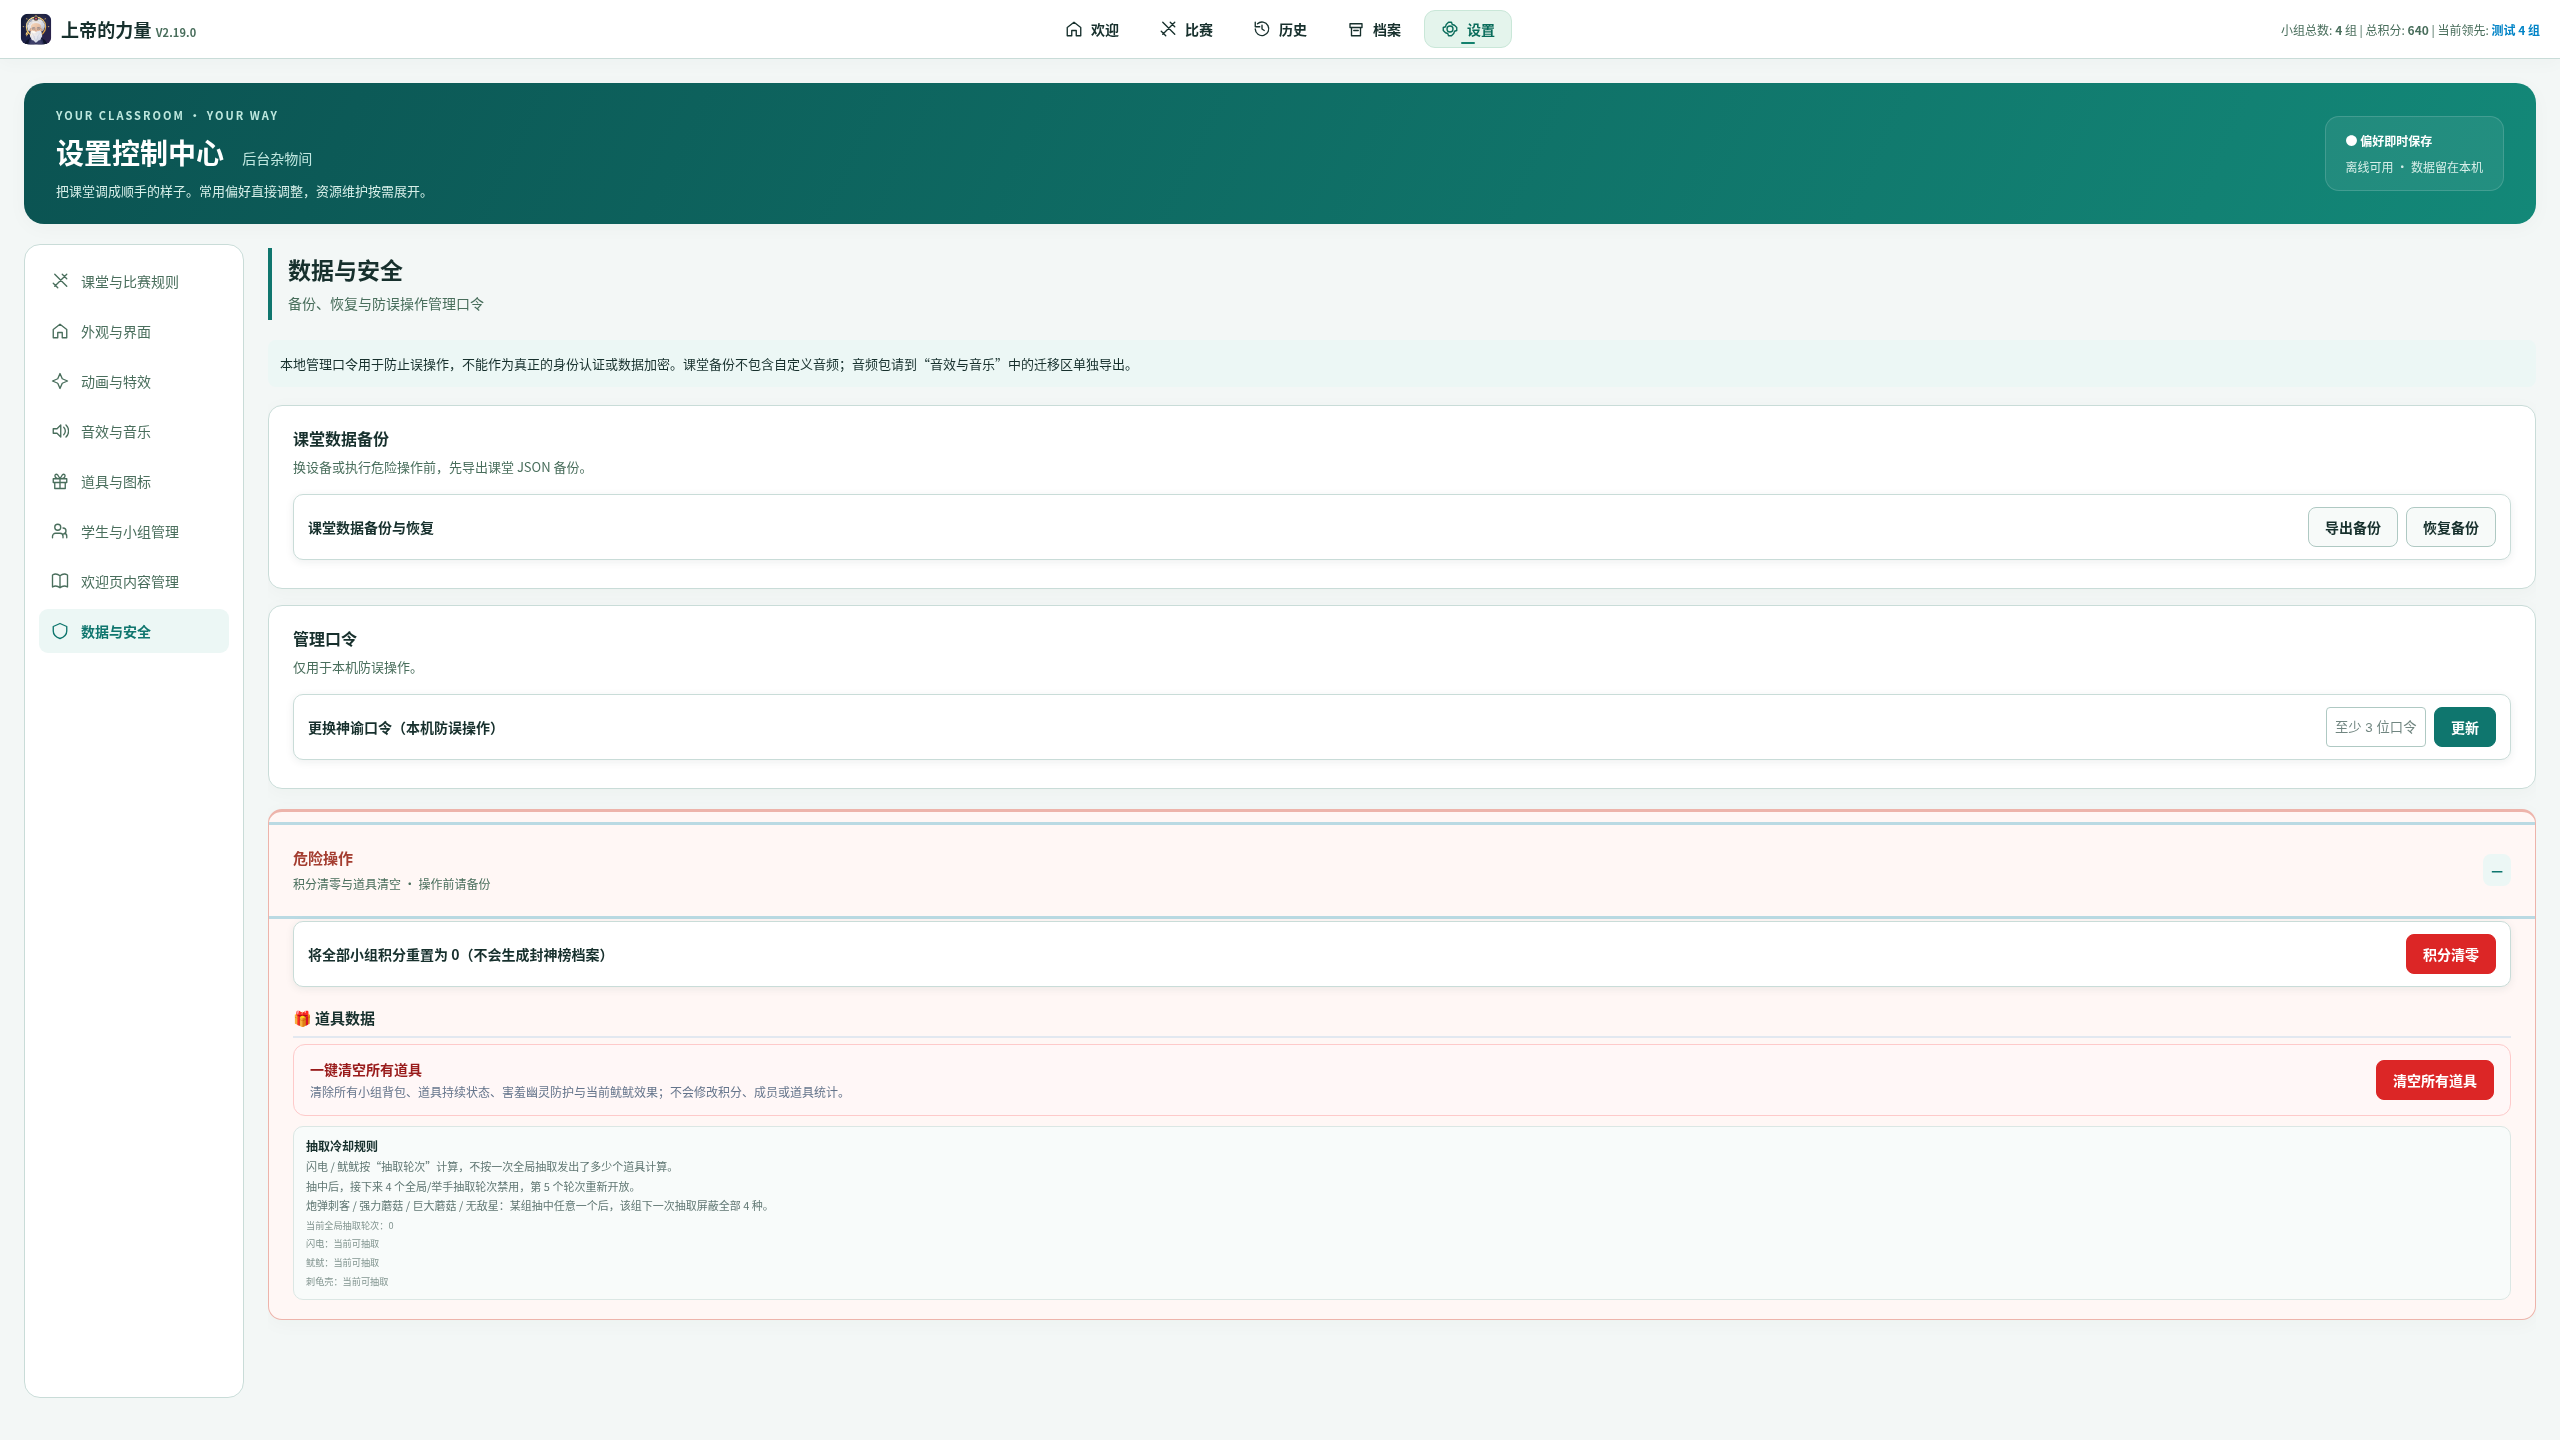 上帝的力量 V2.19.0
欢迎
比赛
历史
档案
设置
小组总数: 4 组 | 总积分: 640 | 当前领先: 测试 4 组
YOUR CLASSROOM · YOUR WAY
设置控制中心 后台杂物间
把课堂调成顺手的样子。常用偏好直接调整，资源维护按需展开。
偏好即时保存
离线可用 · 数据留在本机
课堂与比赛规则
外观与界面
动画与特效
音效与音乐
道具与图标
学生与小组管理
欢迎页内容管理
数据与安全
数据与安全
备份、恢复与防误操作管理口令
本地管理口令用于防止误操作，不能作为真正的身份认证或数据加密。课堂备份不包含自定义音频；音频包请到“音效与音乐”中的迁移区单独导出。
课堂数据备份
换设备或执行危险操作前，先导出课堂 JSON 备份。
课堂数据备份与恢复
导出备份
恢复备份
管理口令
仅用于本机防误操作。
更换神谕口令（本机防误操作）
至少 3 位口令
更新
危险操作
积分清零与道具清空 · 操作前请备份
将全部小组积分重置为 0（不会生成封神榜档案）
积分清零
🎁 道具数据
一键清空所有道具
清除所有小组背包、道具持续状态、害羞幽灵防护与当前鱿鱿效果；不会修改积分、成员或道具统计。
清空所有道具
抽取冷却规则
闪电 / 鱿鱿按“抽取轮次”计算，不按一次全局抽取发出了多少个道具计算。
抽中后，接下来 4 个全局/举手抽取轮次禁用，第 5 个轮次重新开放。
炮弹刺客 / 强力蘑菇 / 巨大蘑菇 / 无敌星：某组抽中任意一个后，该组下一次抽取屏蔽全部 4 种。
当前全局抽取轮次：0
闪电：当前可抽取
鱿鱿：当前可抽取
刺龟壳：当前可抽取